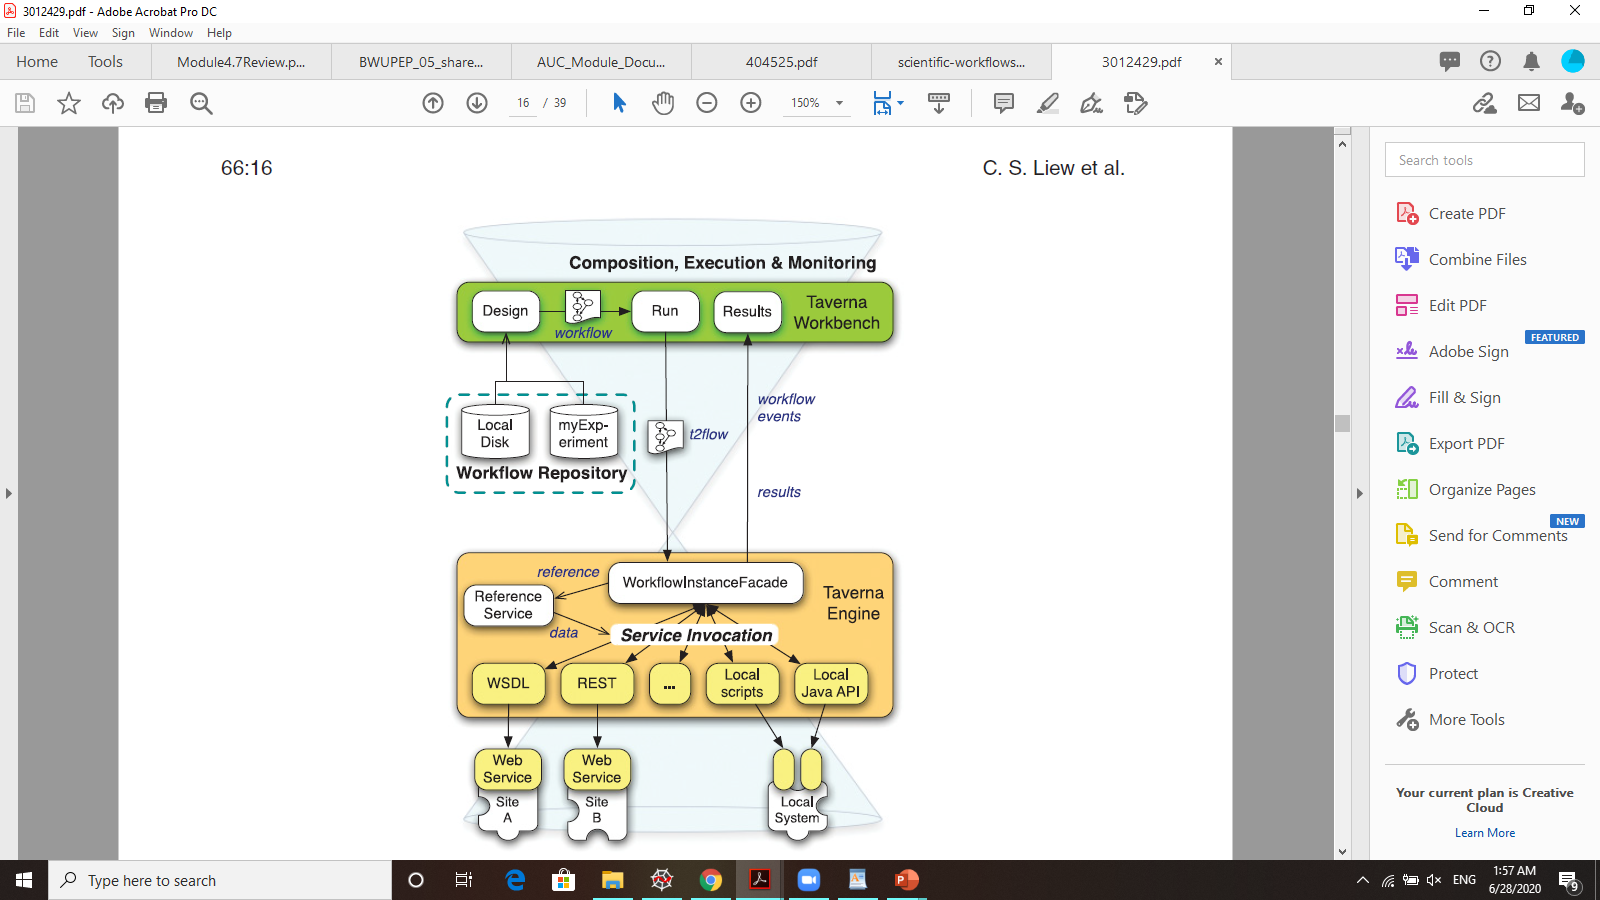 3012429.pdf - Adobe Acrobat Pro DC
File Edit View Sign Window Help
Home Tools Module4.7Review.p... BWUPEP_05_share... AUC_Module_Docu... 404525.pdf scientific-workflows... 3012429.pdf ×
16 / 39 150%
66:16 C. S. Liew et al.
Composition, Execution & Monitoring
Design
workflow
Run
Results
Taverna
Workbench
Local
Disk
myExp-
eriment
Workflow Repository
t2flow
workflow
events
results
reference
WorkflowInstanceFacade
Reference
Service
Taverna
Engine
data
Service Invocation
WSDL
REST
...
Local
scripts
Local
Java API
Web
Service
Site
A
Web
Service
Site
B
Local
System
Search tools
Create PDF
Combine Files
Edit PDF
FEATURED
Adobe Sign
Fill & Sign
Export PDF
Organize Pages
NEW
Send for Comments
Comment
Scan & OCR
Protect
More Tools
Your current plan is Creative
Cloud
Learn More
Type here to search
ENG
1:57 AM
6/28/2020
9